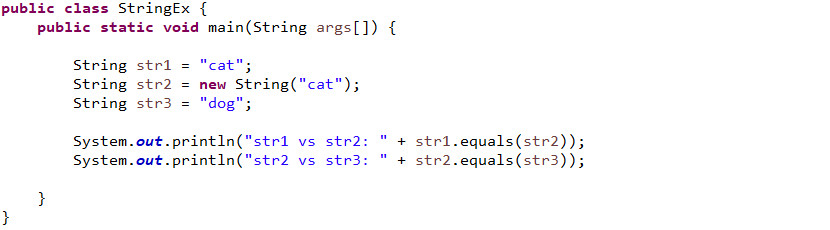 public class StringEx {
    public static void main(String args[]) {

        String str1 = "cat";
        String str2 = new String("cat");
        String str3 = "dog";

        System.out.println("str1 vs str2: " + str1.equals(str2));
        System.out.println("str2 vs str3: " + str2.equals(str3));

    }
}